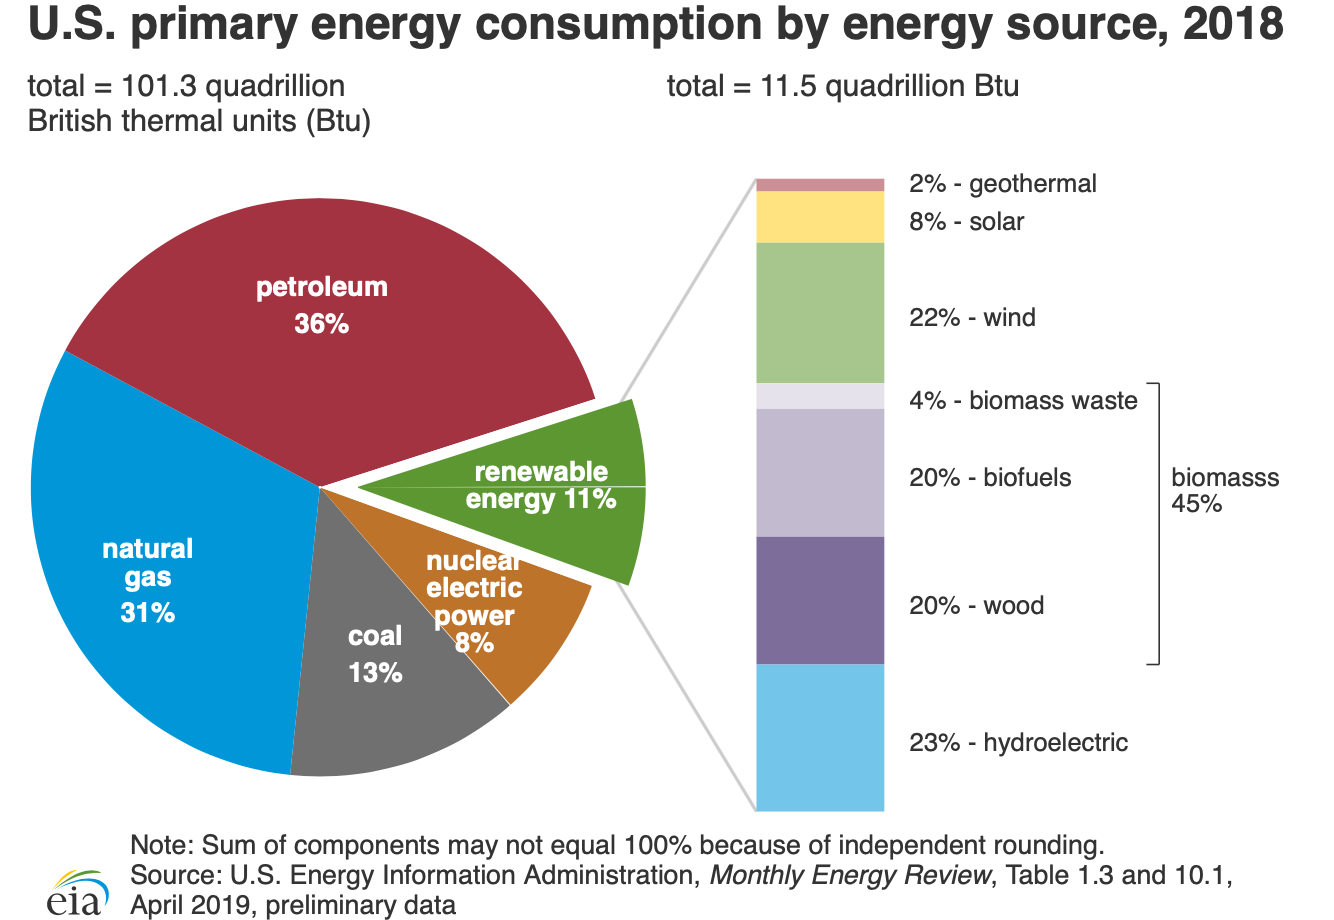 U.S. primary energy consumption by energy source, 2018
total = 101.3 quadrillion
British thermal units (Btu)
total = 11.5 quadrillion Btu
petroleum
36%
renewable
energy 11%
natural
gas
31%
nuclear
electric
power
8%
coal
13%
2% - geothermal
8% - solar
22% - wind
4% - biomass waste
20% - biofuels
biomasss
45%
20% - wood
23% - hydroelectric
Note: Sum of components may not equal 100% because of independent rounding.
Source: U.S. Energy Information Administration, Monthly Energy Review, Table 1.3 and 10.1,
April 2019, preliminary data
eia